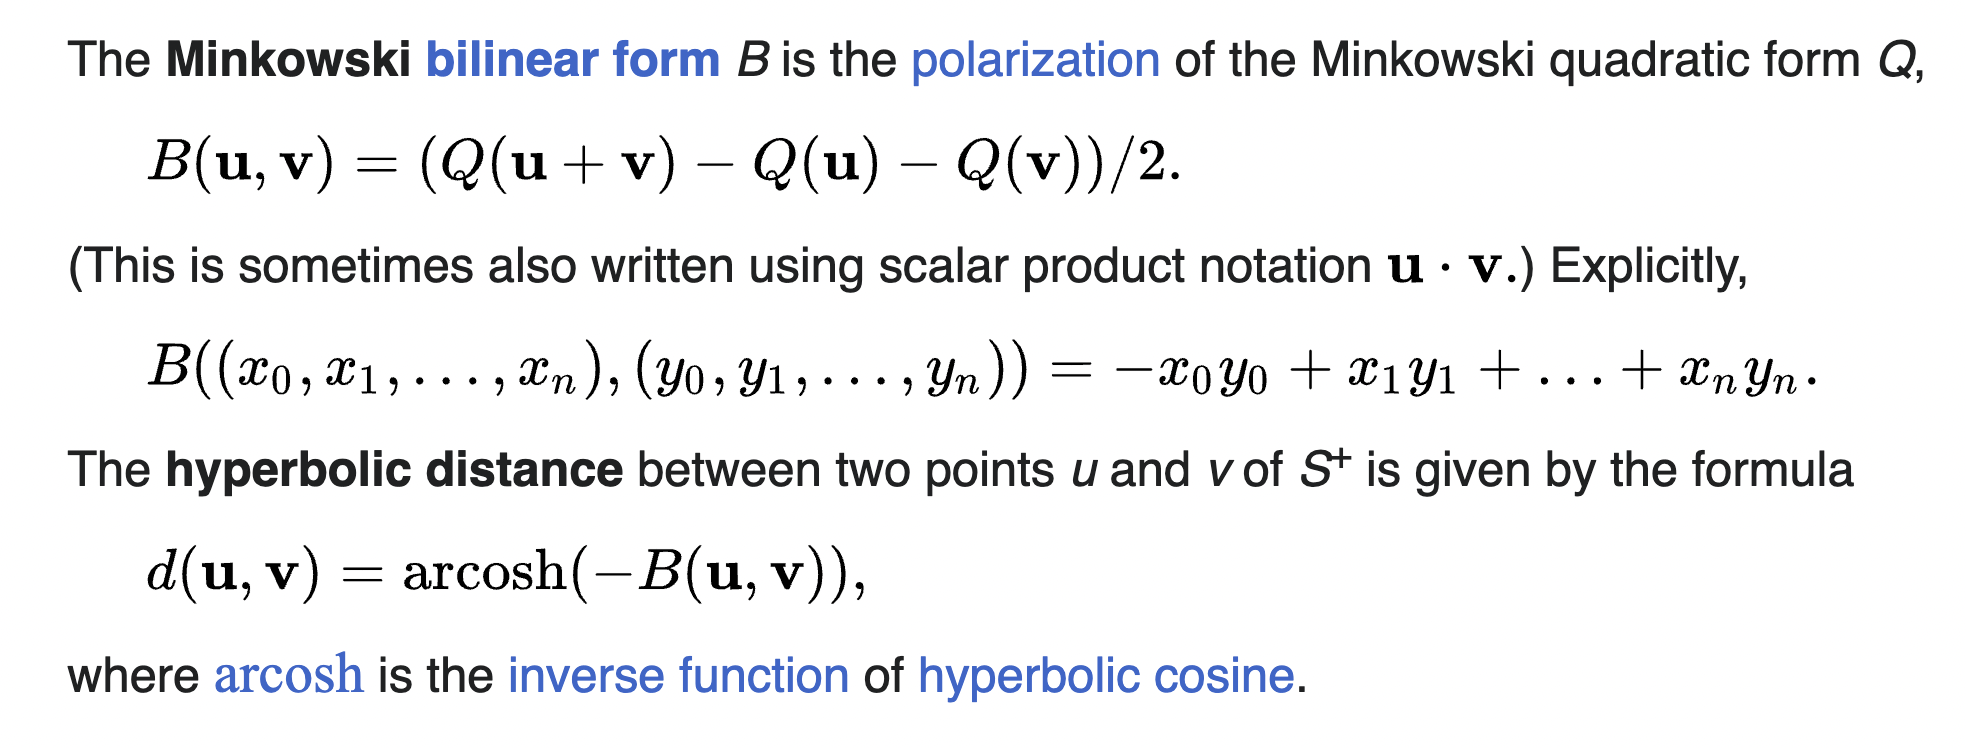 The Minkowski bilinear form B is the polarization of the Minkowski quadratic form Q,
B(u, v) = (Q(u + v) − Q(u) − Q(v))/2.
(This is sometimes also written using scalar product notation u · v.) Explicitly,
B((x₀, x₁, . . . , xₙ), (y₀, y₁, . . . , yₙ)) = −x₀y₀ + x₁y₁ + . . . + xₙyₙ.
The hyperbolic distance between two points u and v of S⁺ is given by the formula
d(u, v) = arcosh(−B(u, v)),
where arcosh is the inverse function of hyperbolic cosine.